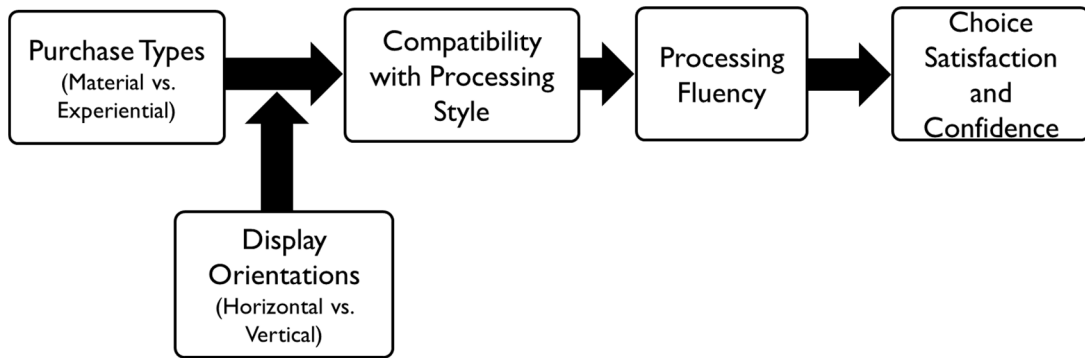 Purchase Types
(Material vs.
Experiential)
Compatibility
with Processing
Style
Processing
Fluency
Choice
Satisfaction
and
Confidence
Display
Orientations
(Horizontal vs.
Vertical)